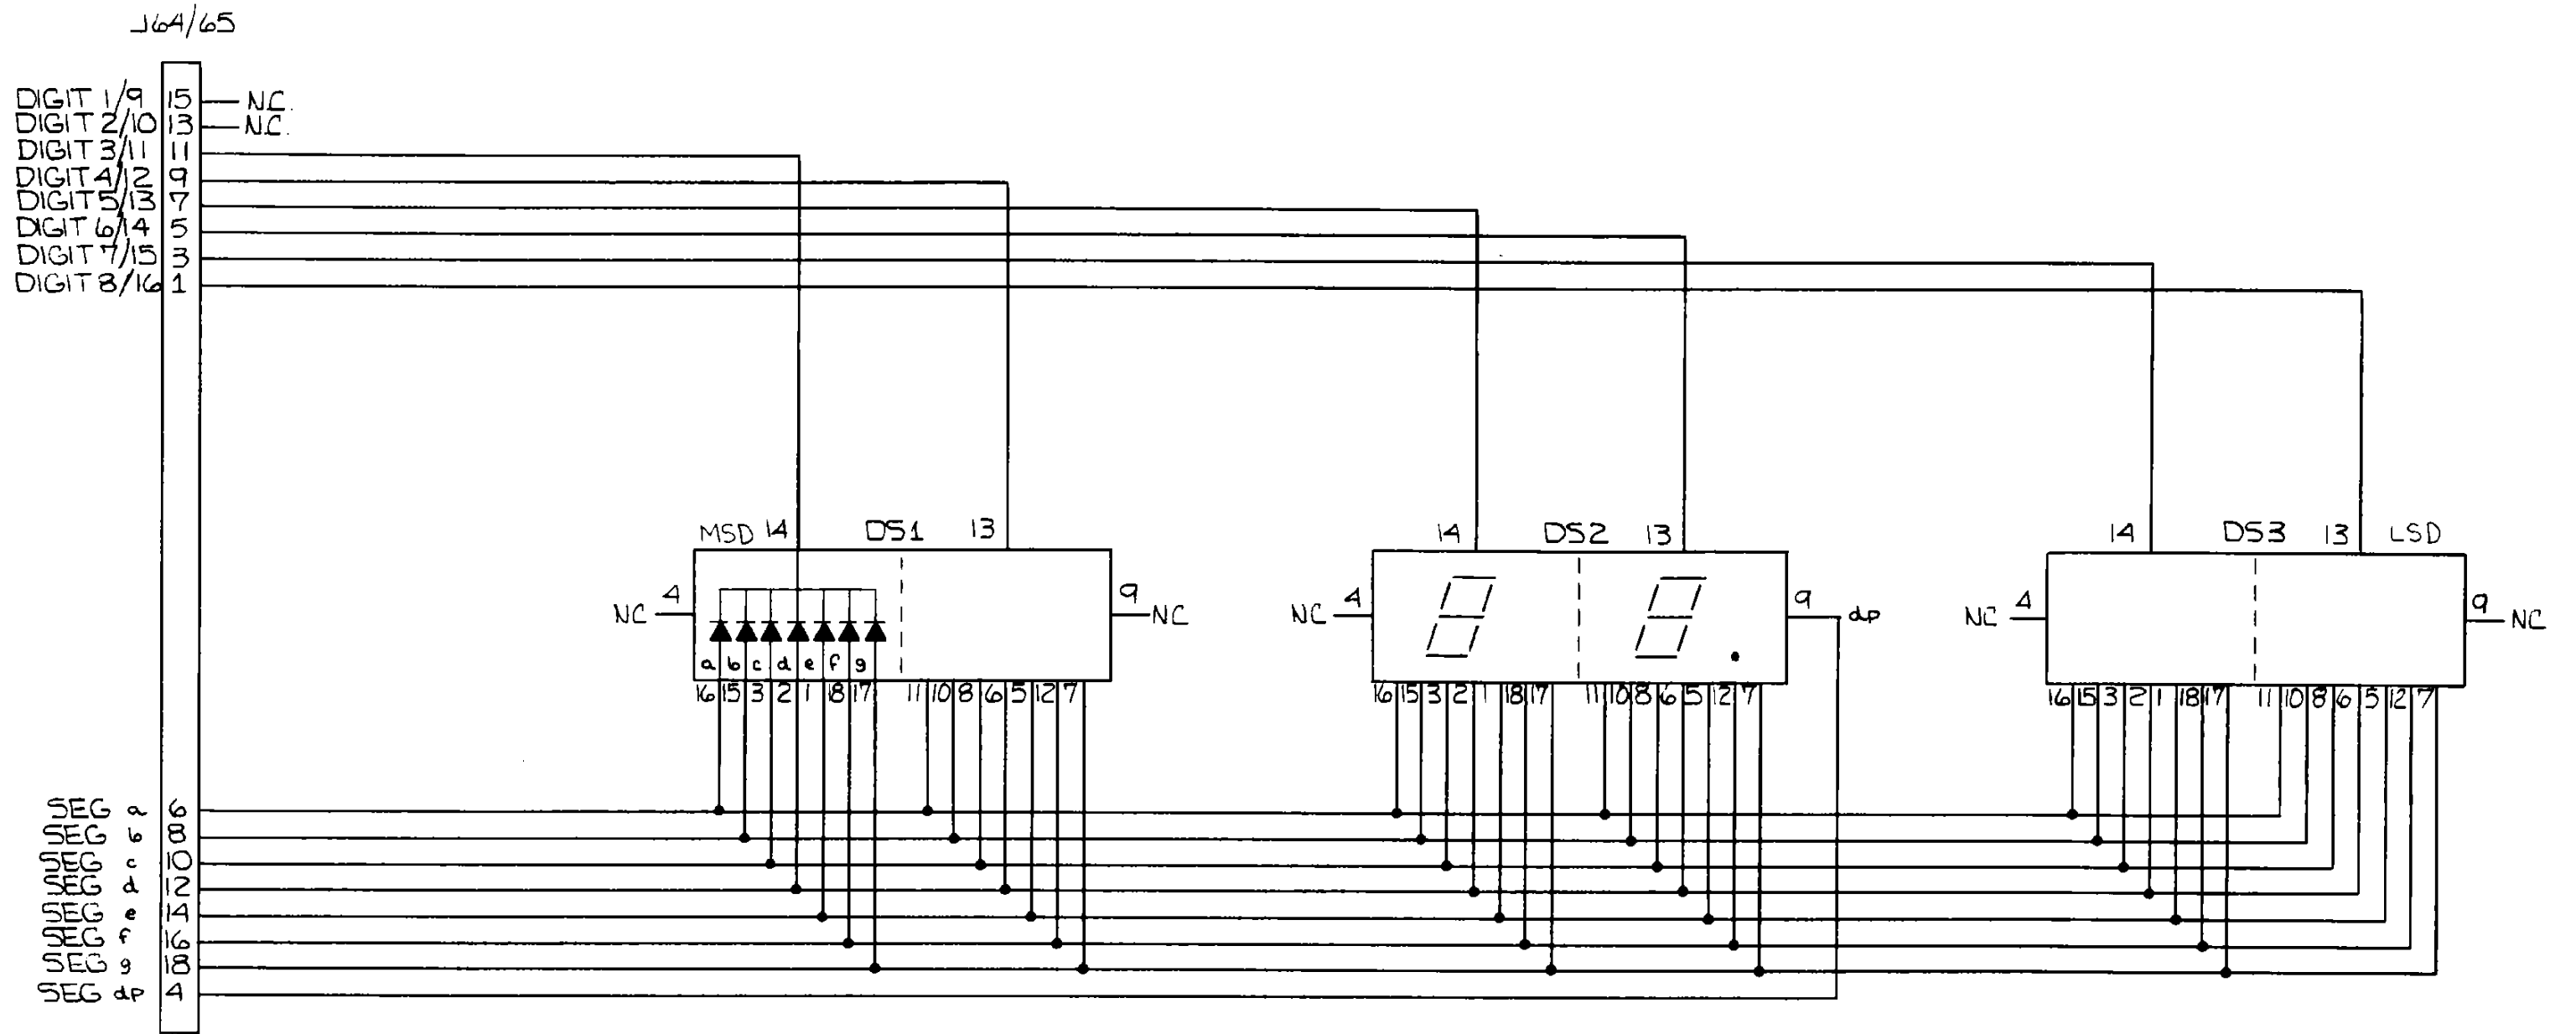 J64/65
DIGIT 1/9 15 NC.
DIGIT 2/10 13 N.C.
DIGIT 3/11 11
DIGIT 4/12 9
DIGIT 5/13 7
DIGIT 6/14 5
DIGIT 7/15 3
DIGIT 8/16 1
MSD 14 DS1 13
14 DS2 13
14 DS3 13 LSD
NC 4 9 NC
NC 4 9 dp
NC 4 9 NC
a b c d e f g
16 15 3 2 1 18 17 11 10 8 6 5 12 7
16 15 3 2 1 18 17 11 10 8 6 5 12 7
16 15 3 2 1 18 17 11 10 8 6 5 12 7
SEG a 6
SEG b 8
SEG c 10
SEG d 12
SEG e 14
SEG f 16
SEG g 18
SEG dp 4